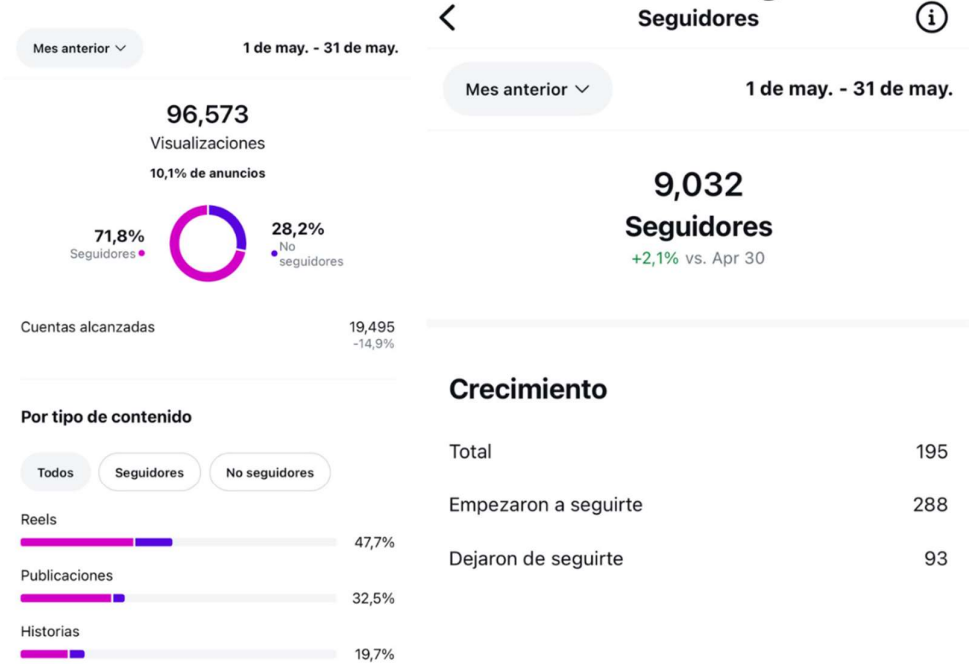 Mes anterior
1 de may. - 31 de may.
96,573
Visualizaciones
10,1% de anuncios
71,8%
Seguidores
28,2%
No
seguidores
Cuentas alcanzadas
19,495
-14,9%
Por tipo de contenido
Todos
Seguidores
No seguidores
Reels
47,7%
Publicaciones
32,5%
Historias
19,7%
Seguidores
Mes anterior
1 de may. - 31 de may.
9,032
Seguidores
+2,1% vs. Apr 30
Crecimiento
Total
195
Empezaron a seguirte
288
Dejaron de seguirte
93